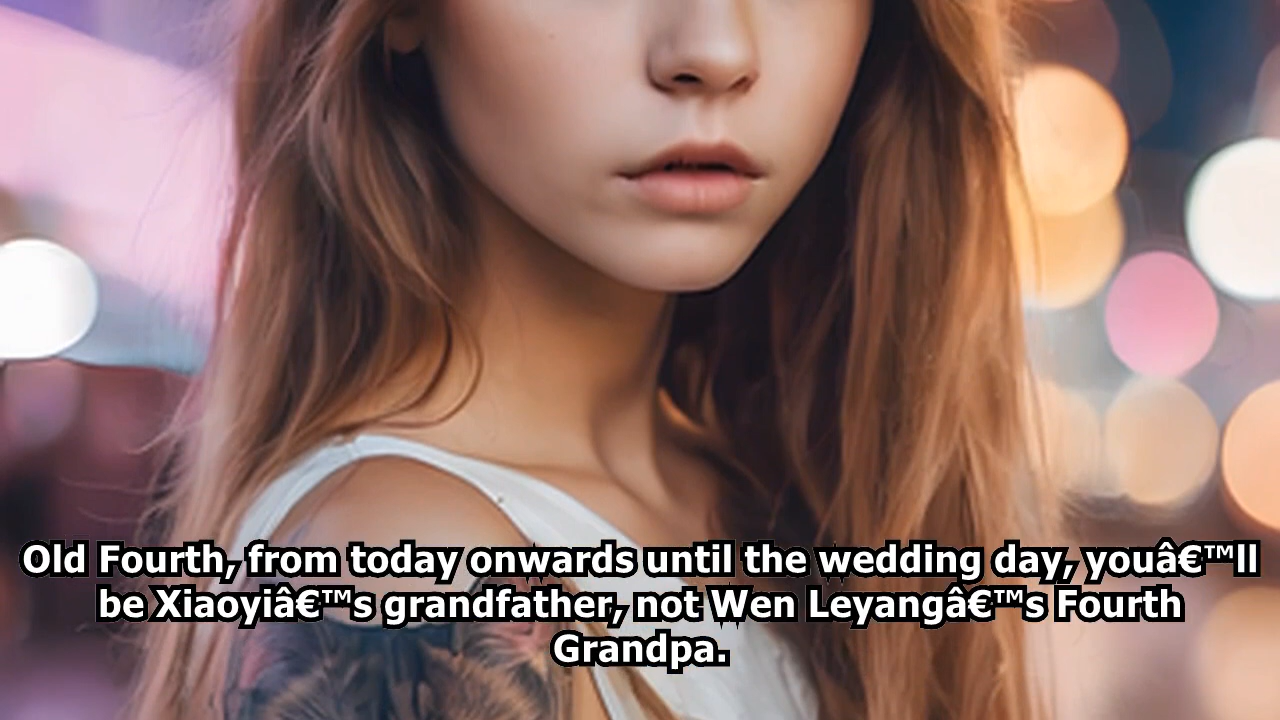 Old Fourth, from today onwards until the wedding day, youâ€™ll
be Xiaoyiâ€™s grandfather, not Wen Leyangâ€™s Fourth
Grandpa.